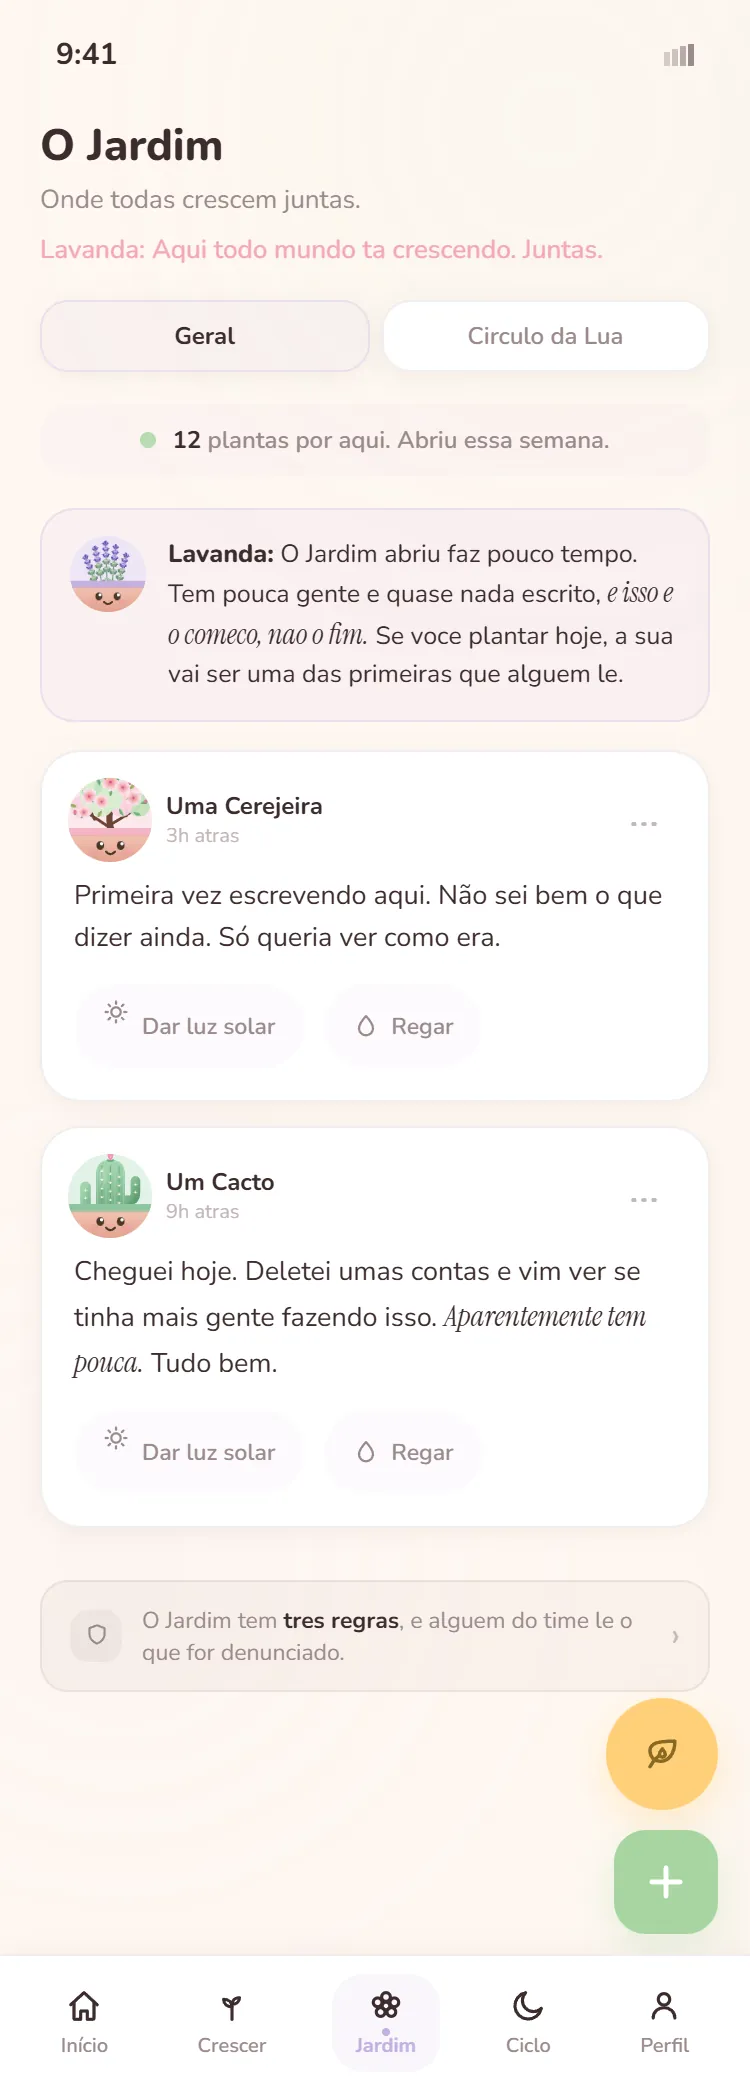 9:41
O Jardim
Onde todas crescem juntas.
Lavanda: Aqui todo mundo ta crescendo. Juntas.
Geral
Circulo da Lua
12 plantas por aqui. Abriu essa semana.
Lavanda: O Jardim abriu faz pouco tempo.
Tem pouca gente e quase nada escrito, e isso e
o comeco, nao o fim. Se voce plantar hoje, a sua
vai ser uma das primeiras que alguem le.
Uma Cerejeira
3h atras
Primeira vez escrevendo aqui. Não sei bem o que
dizer ainda. Só queria ver como era.
Dar luz solar
Regar
Um Cacto
9h atras
Cheguei hoje. Deletei umas contas e vim ver se
tinha mais gente fazendo isso. Aparentemente tem
pouca. Tudo bem.
Dar luz solar
Regar
O Jardim tem tres regras, e alguem do time le o
que for denunciado.
Início
Crescer
Jardim
Ciclo
Perfil